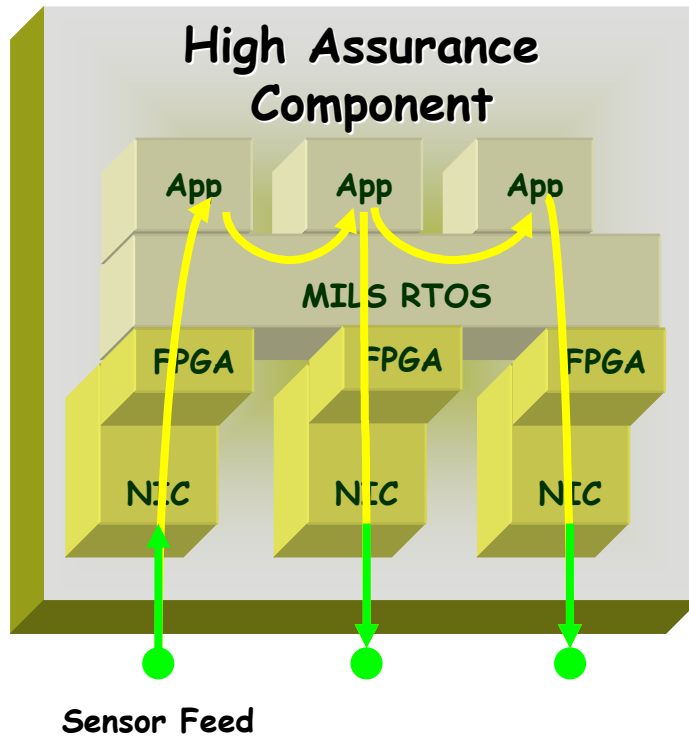 High Assurance
Component
App App App
MILS RTOS
FPGA FPGA FPGA
NIC NIC NIC
Sensor Feed